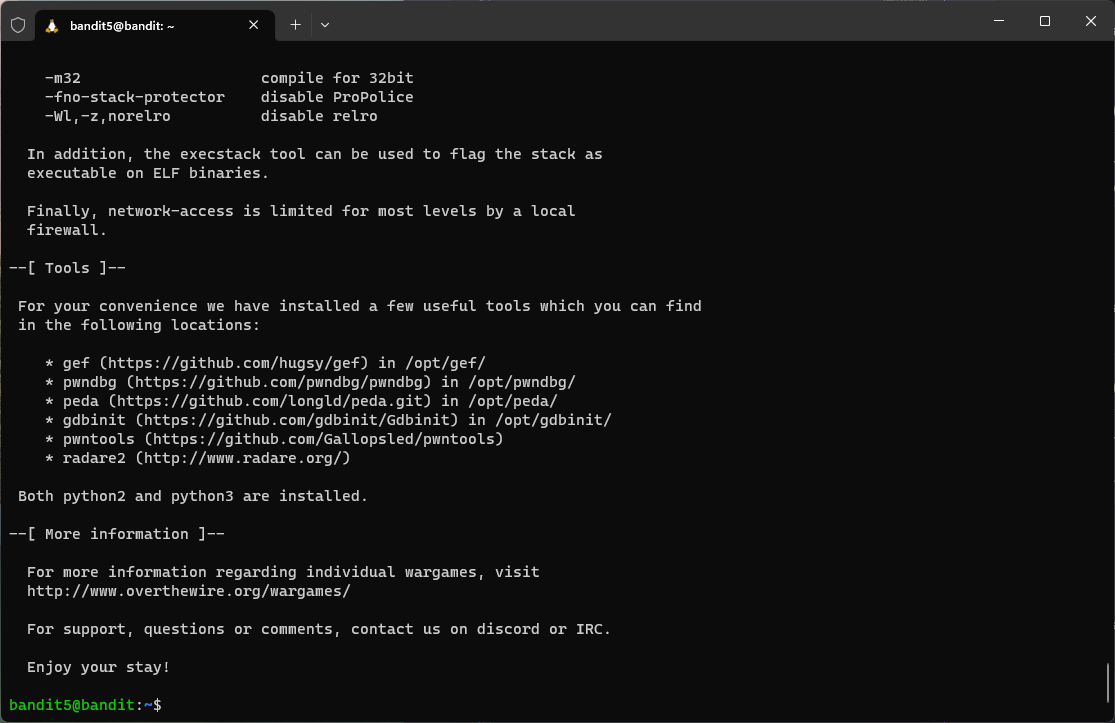 bandit5@bandit: ~
-m32 compile for 32bit
-fno-stack-protector disable ProPolice
-Wl,-z,norelro disable relro
In addition, the execstack tool can be used to flag the stack as
executable on ELF binaries.
Finally, network-access is limited for most levels by a local
firewall.
--[ Tools ]--
For your convenience we have installed a few useful tools which you can find
in the following locations:
* gef (https://github.com/hugsy/gef) in /opt/gef/
* pwndbg (https://github.com/pwndbg/pwndbg) in /opt/pwndbg/
* peda (https://github.com/longld/peda.git) in /opt/peda/
* gdbinit (https://github.com/gdbinit/Gdbinit) in /opt/gdbinit/
* pwntools (https://github.com/Gallopsled/pwntools)
* radare2 (http://www.radare.org/)
Both python2 and python3 are installed.
--[ More information ]--
For more information regarding individual wargames, visit
http://www.overthewire.org/wargames/
For support, questions or comments, contact us on discord or IRC.
Enjoy your stay!
bandit5@bandit:~$